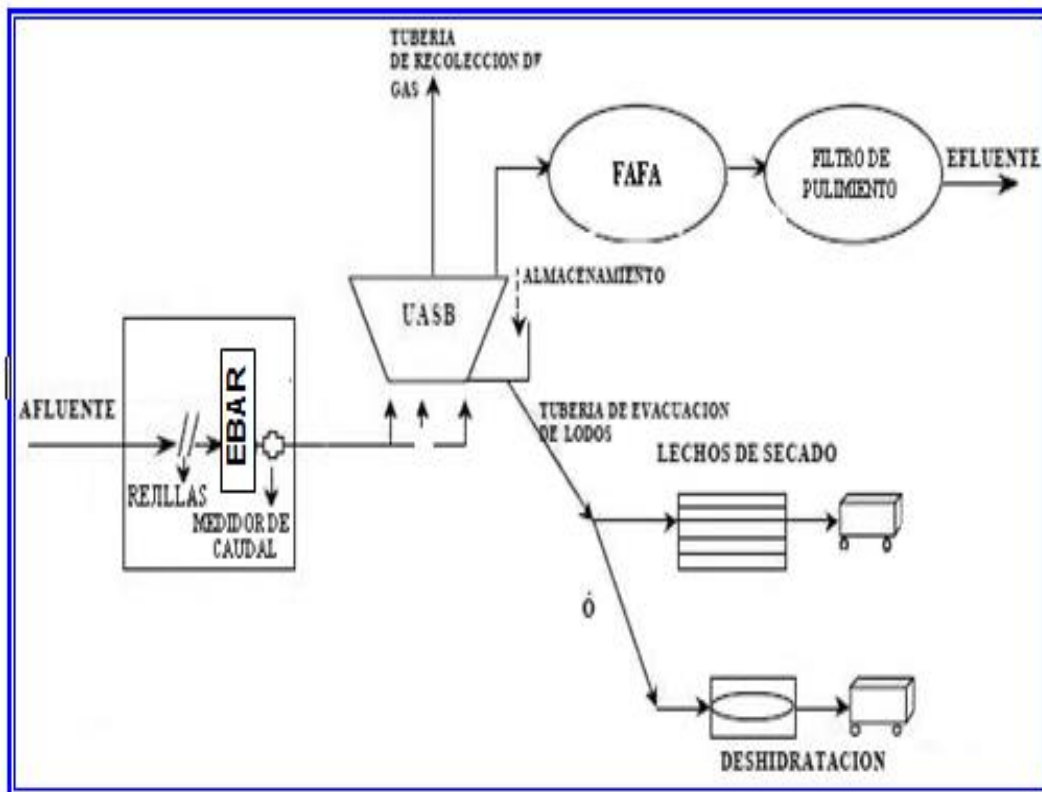 TUBERIA
DE RECOLECCION DE
GAS
FAFA
FILTRO DE
PULIMIENTO
EFLUENTE
ALMACENAMIENTO
UASB
AFLUENTE
EBAR
REJILLAS
MEDIDOR DE
CAUDAL
TUBERIA DE EVACUACION
DE LODOS
LECHOS DE SECADO
Ó
DESHIDRATACION